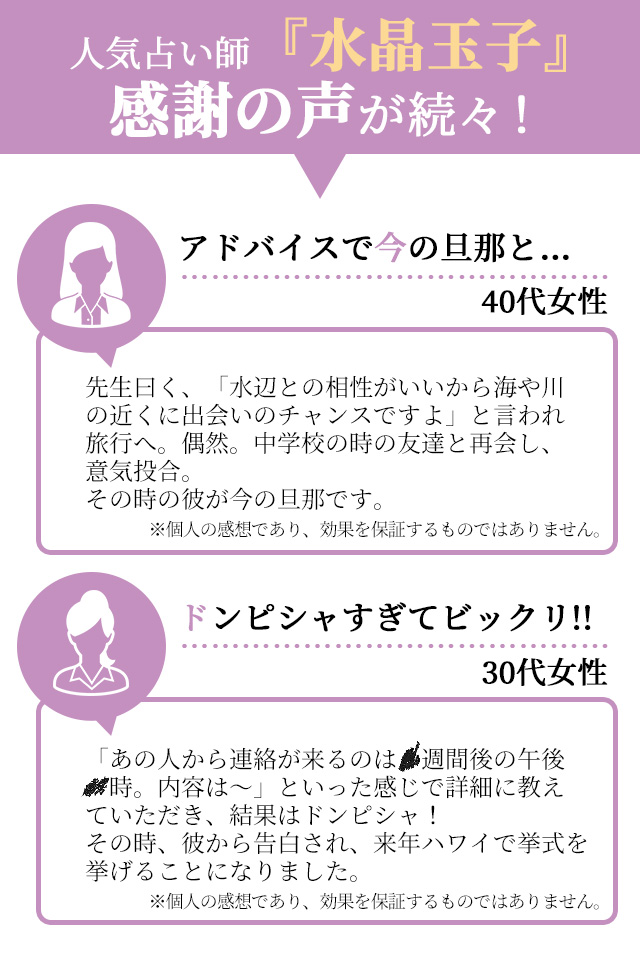 人気占い師『水晶玉子』
感謝の声が続々！
アドバイスで今の旦那と…
40代女性
先生曰く、「水辺との相性がいいから海や川
の近くに出会いのチャンスですよ」と言われ
旅行へ。偶然。中学校の時の友達と再会し、
意気投合。
その時の彼が今の旦那です。
※個人の感想であり、効果を保証するものではありません。
ドンピシャすぎてビックリ!!
30代女性
「あの人から連絡が来るのは週間後の午後
時。内容は～」といった感じで詳細に教え
ていただき、結果はドンピシャ！
その時、彼から告白され、来年ハワイで挙式を
挙げることになりました。
※個人の感想であり、効果を保証するものではありません。